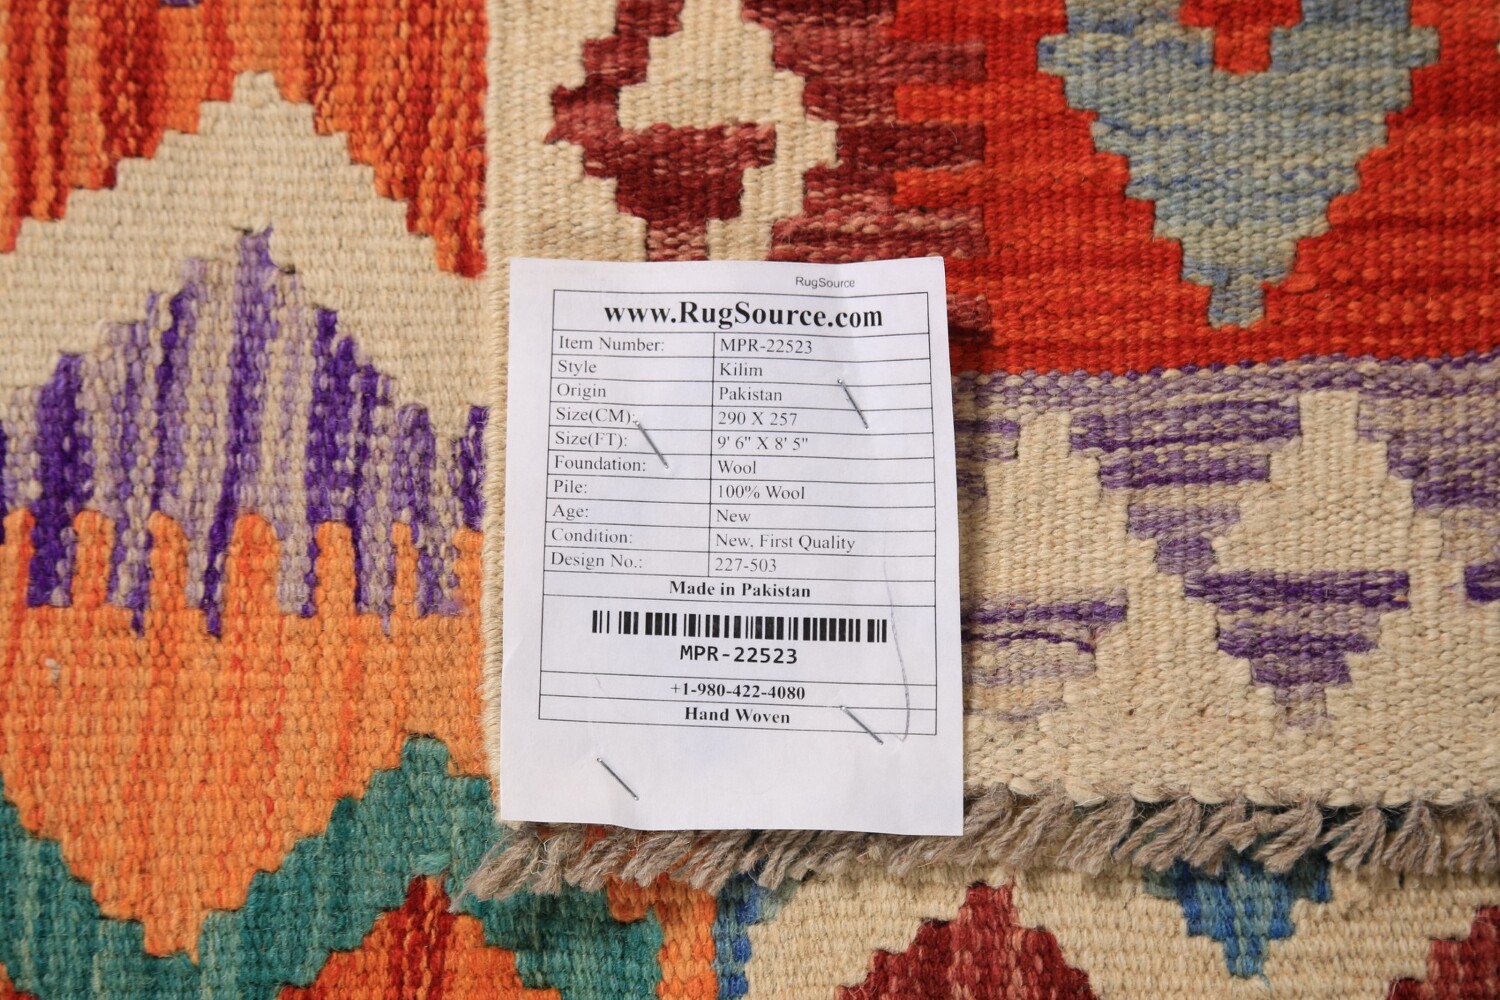 RugSource
www.RugSource.com
Item Number: MPR-22523
Style Kilim
Origin Pakistan
Size(CM): 290 X 257
Size(FT): 9' 6" X 8' 5"
Foundation: Wool
Pile: 100% Wool
Age: New
Condition: New, First Quality
Design No.: 227-503
Made in Pakistan
MPR-22523
+1-980-422-4080
Hand Woven